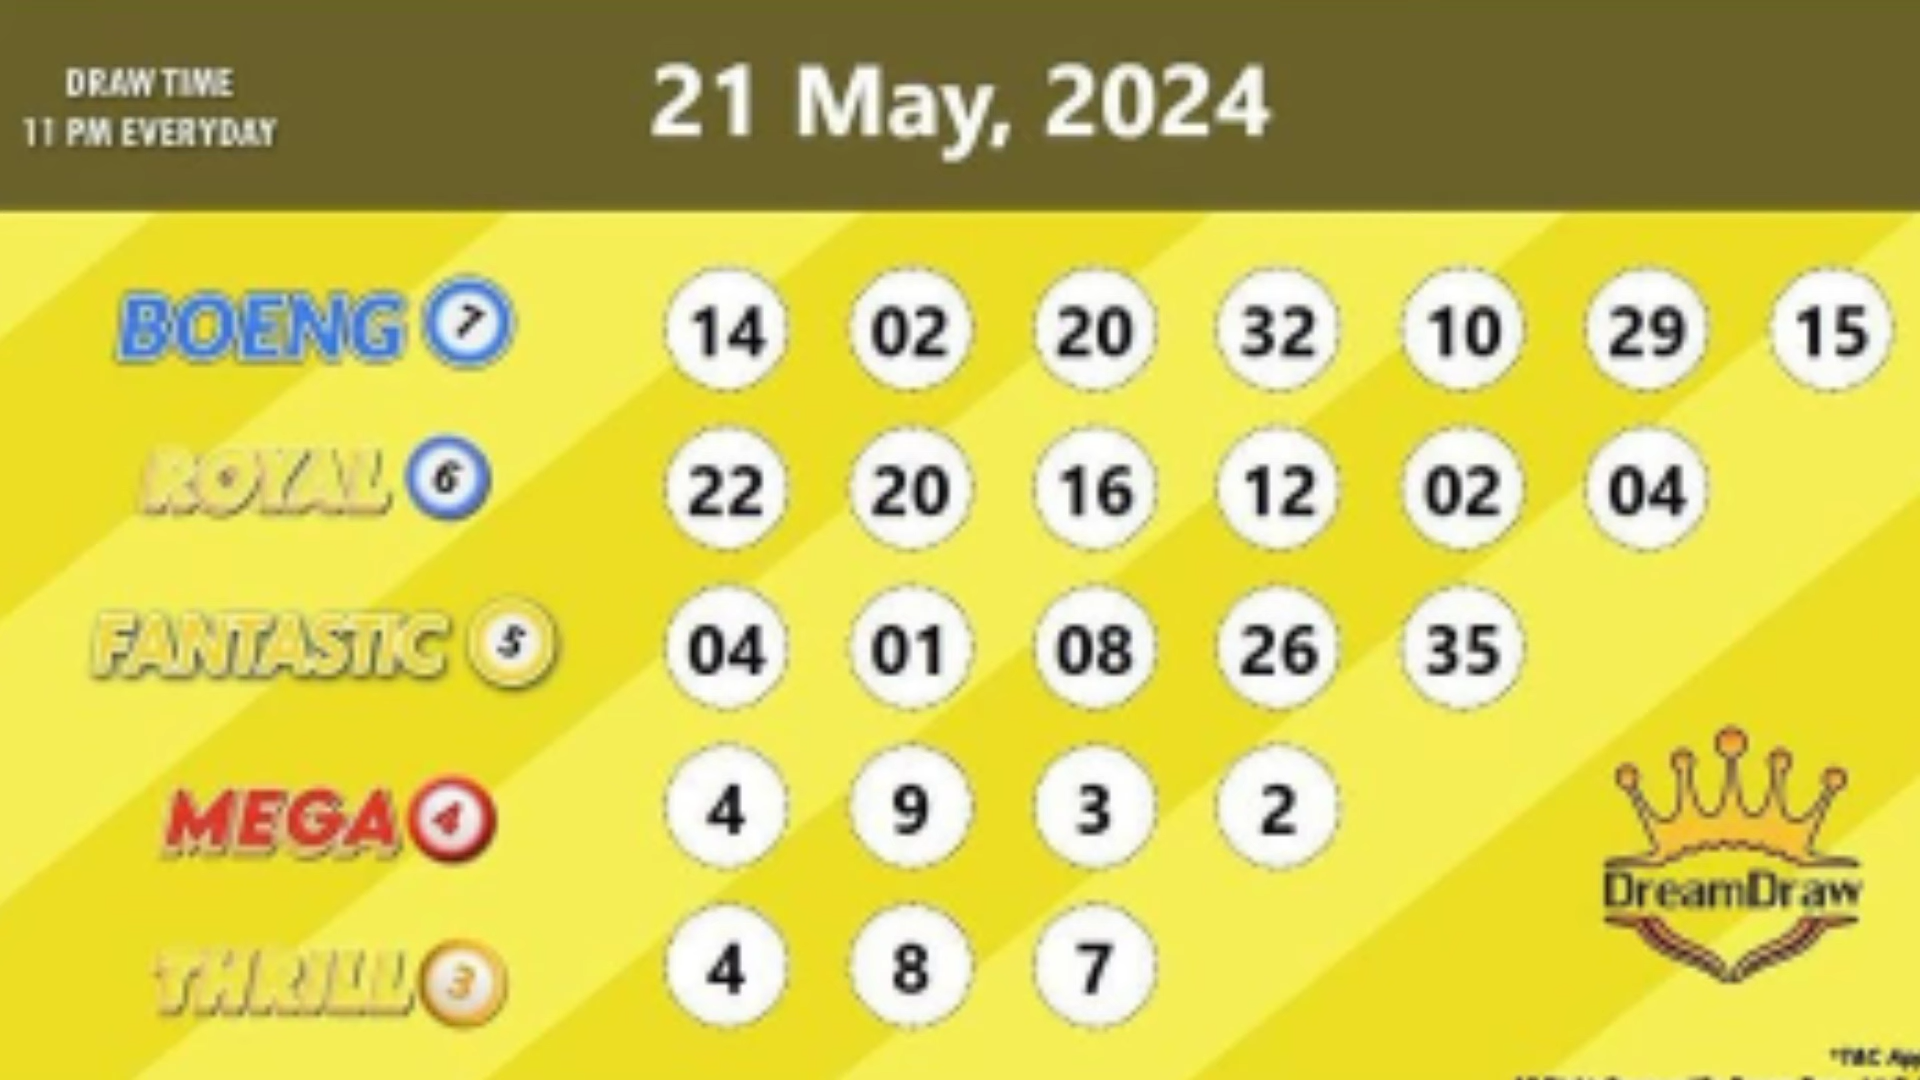 DRAW TIME
11 PM EVERYDAY
21 May, 2024
BOENG 7 14 02 20 32 10 29 15
ROYAL 6 22 20 16 12 02 04
FANTASTIC 5 04 01 08 26 35
MEGA 4 4 9 3 2
THRILL 3 4 8 7
DreamDraw
*T&C App